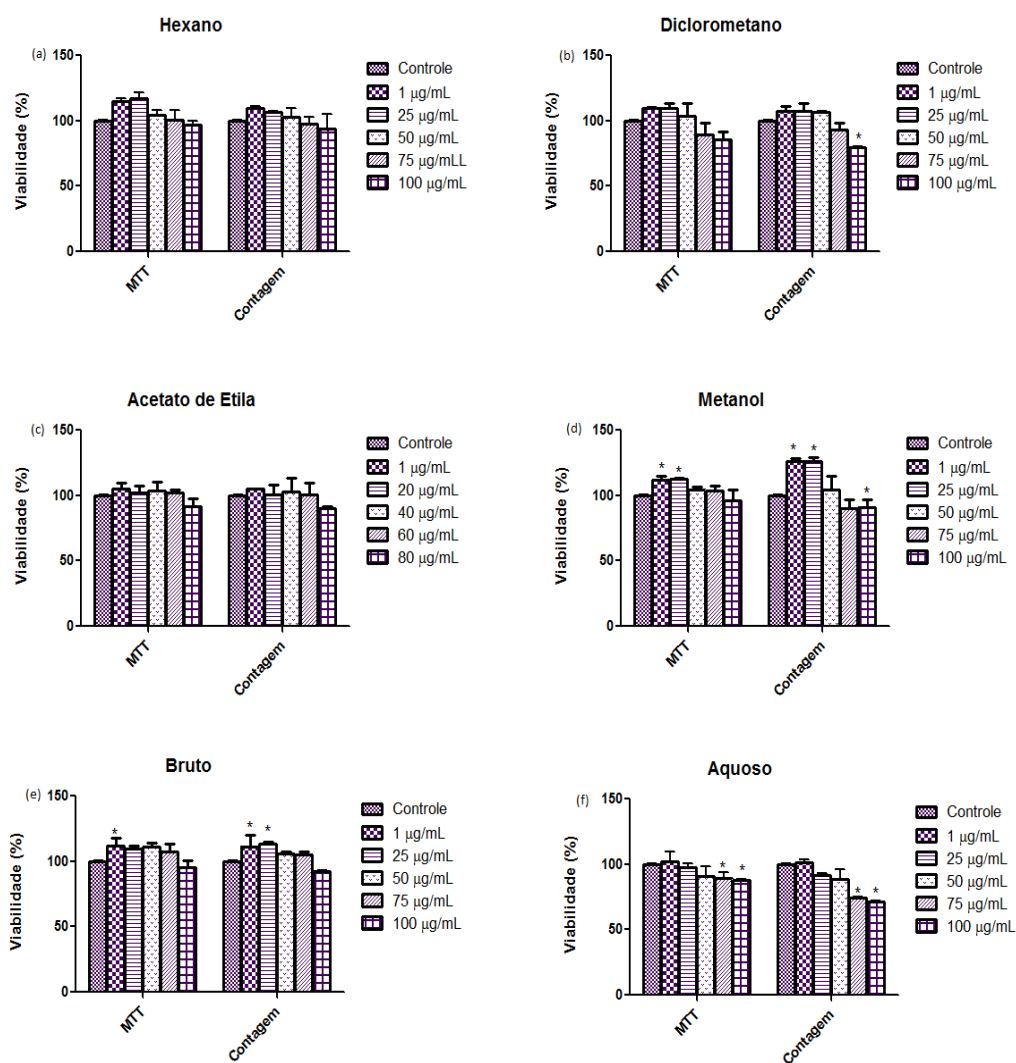 Hexano
(a)
150
100
50
0
Viabilidade (%)
MTT
Contagem
Controle
1 µg/mL
25 µg/mL
50 µg/mL
75 µg/mLL
100 µg/mL
Diclorometano
(b)
150
100
50
0
Viabilidade (%)
*
MTT
Contagem
Controle
1 µg/mL
25 µg/mL
50 µg/mL
75 µg/mL
100 µg/mL
Acetato de Etila
(c)
150
100
50
0
Viabilidade (%)
MTT
Contagem
Controle
1 µg/mL
20 µg/mL
40 µg/mL
60 µg/mL
80 µg/mL
Metanol
(d)
150
100
50
0
Viabilidade (%)
* * * * *
MTT
Contagem
Controle
1 µg/mL
25 µg/mL
50 µg/mL
75 µg/mL
100 µg/mL
Bruto
(e)
150
100
50
0
Viabilidade (%)
* * *
MTT
Contagem
Controle
1 µg/mL
25 µg/mL
50 µg/mL
75 µg/mL
100 µg/mL
Aquoso
(f)
150
100
50
0
Viabilidade (%)
* * * *
MTT
Contagem
Controle
1 µg/mL
25 µg/mL
50 µg/mL
75 µg/mL
100 µg/mL